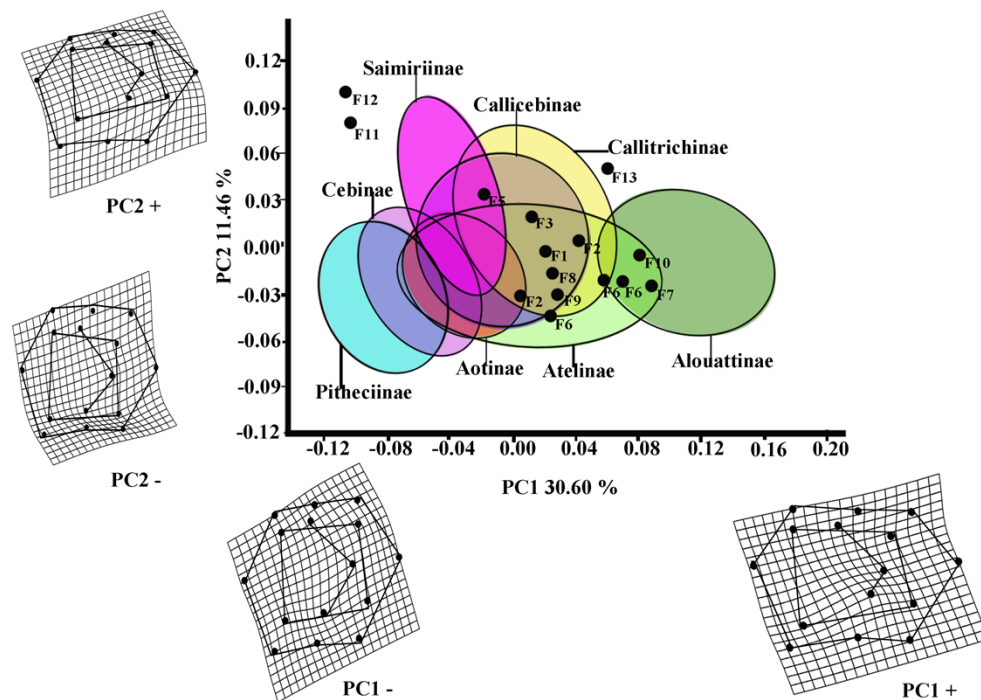 PC2 +
PC2 -
PC2 11.46 %
0.12
0.09
0.06
0.03
0.00
-0.03
-0.06
-0.09
-0.12
Saimiriinae
Callicebinae
Callitrichinae
Cebinae
F12
F11
F13
F5
F3
F2
F1
F10
F8
F6
F6
F7
F2
F9
F6
Aotinae
Atelinae
Alouattinae
Pitheciinae
-0.12
-0.08
-0.04
0.00
0.04
0.08
0.12
0.16
0.20
PC1 30.60 %
PC1 -
PC1 +